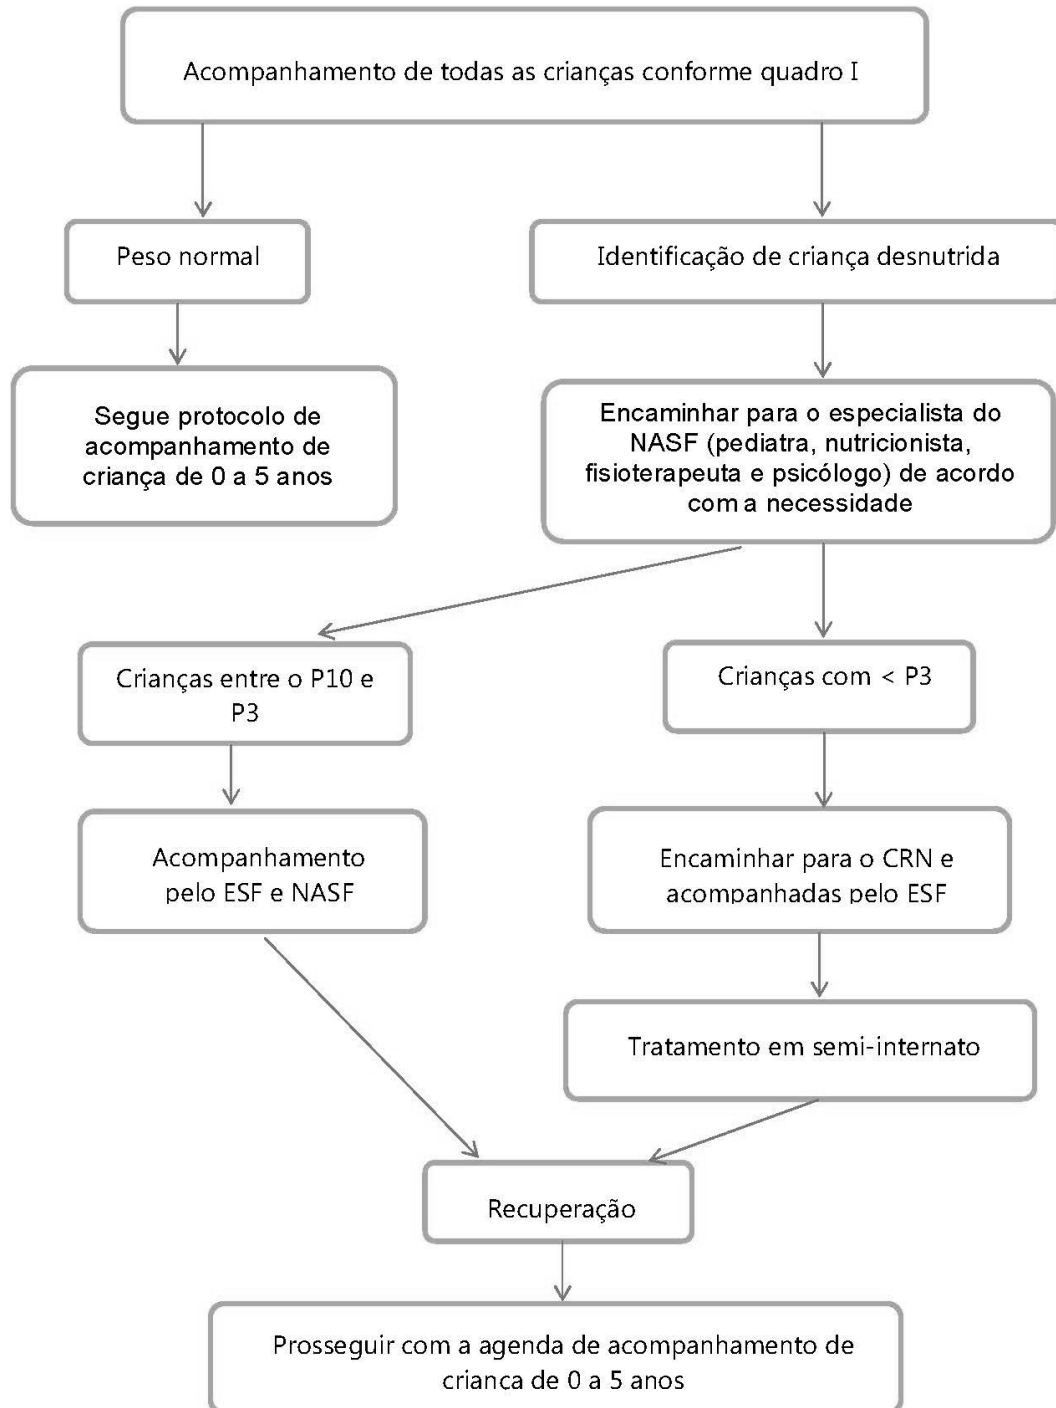 Acompanhamento de todas as crianças conforme quadro I
Peso normal
Identificação de criança desnutrida
Segue protocolo de
acompanhamento de
criança de 0 a 5 anos
Encaminhar para o especialista do
NASF (pediatra, nutricionista,
fisioterapeuta e psicólogo) de acordo
com a necessidade
Crianças entre o P10 e
P3
Crianças com < P3
Acompanhamento
pelo ESF e NASF
Encaminhar para o CRN e
acompanhadas pelo ESF
Tratamento em semi-internato
Recuperação
Prosseguir com a agenda de acompanhamento de
criança de 0 a 5 anos